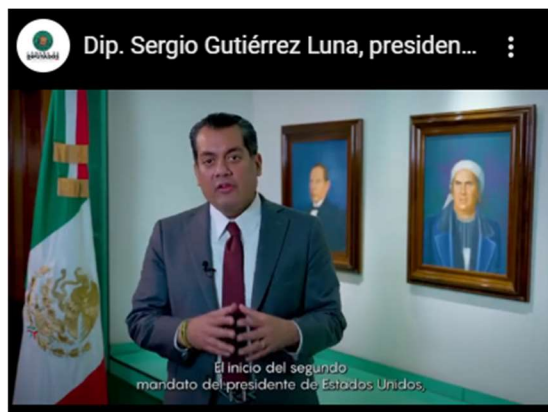 Dip. Sergio Gutiérrez Luna, presiden...
El inicio del segundo
mandato del presidente de Estados Unidos,